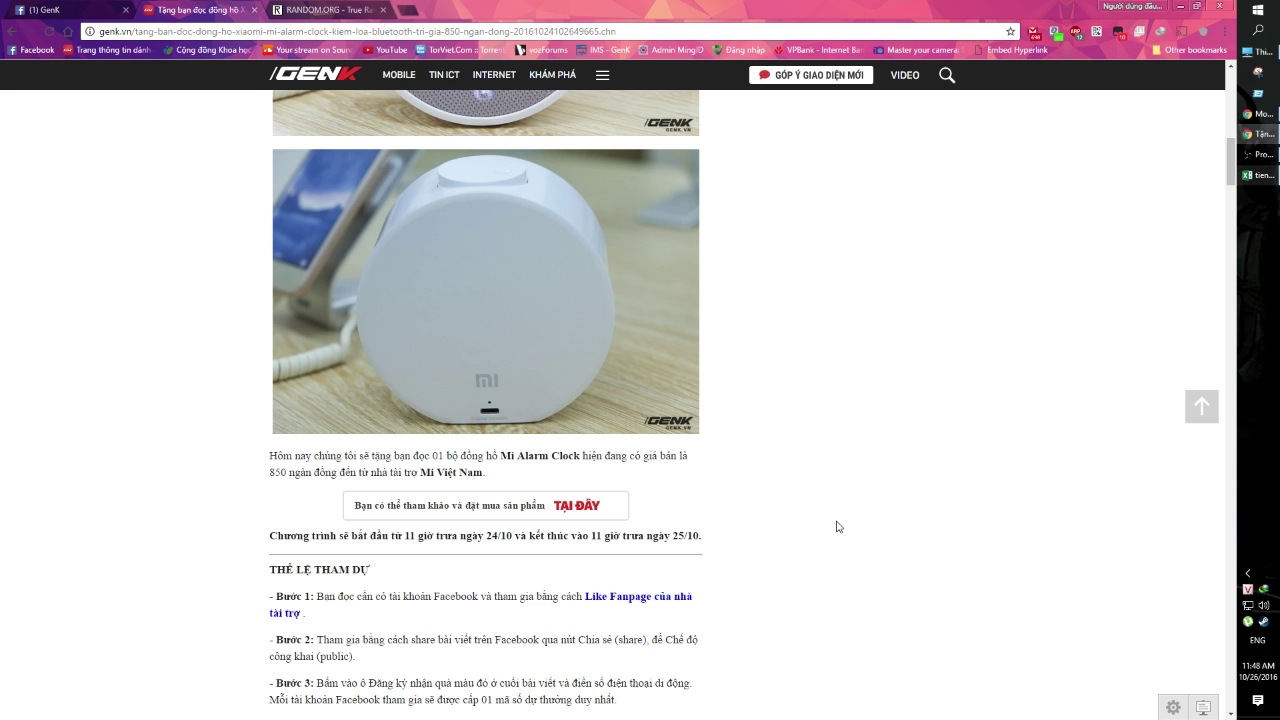 (1) GenK
Tặng bạn đọc đồng hồ X
RANDOM.ORG - True Ra
Người dùng đầu...
genk.vn/tang-ban-doc-dong-ho-xiaomi-mi-alarm-clock-kiem-loa-bluetooth-tri-gia-850-ngan-dong-20161024102649665.chn
Facebook
Trang thông tin dành
Cộng đồng Khoa học
Your stream on Sound
YouTube
TorViet.Com :: Torrent
vozForums
IMS - GenK
Admin MingID
Đăng nhập
VPBank - Internet Ban
Master your camera
Embed Hyperlink
Other bookmarks
GENK
MOBILE
TIN ICT
INTERNET
KHÁM PHÁ
GÓP Ý GIAO DIỆN MỚI
VIDEO
GENK
GENK.VN
mi
GENK
GENK.VN
Hôm nay chúng tôi sẽ tặng bạn đọc 01 bộ đồng hồ Mi Alarm Clock hiện đang có giá bán là
850 ngàn đồng đến từ nhà tài trợ Mi Việt Nam.
Bạn có thể tham khảo và đặt mua sản phẩm TẠI ĐÂY
Chương trình sẽ bắt đầu từ 11 giờ trưa ngày 24/10 và kết thúc vào 11 giờ trưa ngày 25/10.
THỂ LỆ THAM DỰ
- Bước 1: Bạn đọc cần có tài khoản Facebook và tham gia bằng cách Like Fanpage của nhà
tài trợ .
- Bước 2: Tham gia bằng cách share bài viết trên Facebook qua nút Chia sẻ (share), để Chế độ
công khai (public).
- Bước 3: Bấm vào ô Đăng ký nhận quà màu đỏ ở cuối bài viết và điền số điện thoại di động.
Mỗi tài khoản Facebook tham gia sẽ được cấp 01 mã số dự thưởng duy nhất.
Thi...
Mo...
Tặn...
Pro...
tien...
ENG
11:48 AM
10/26/2016